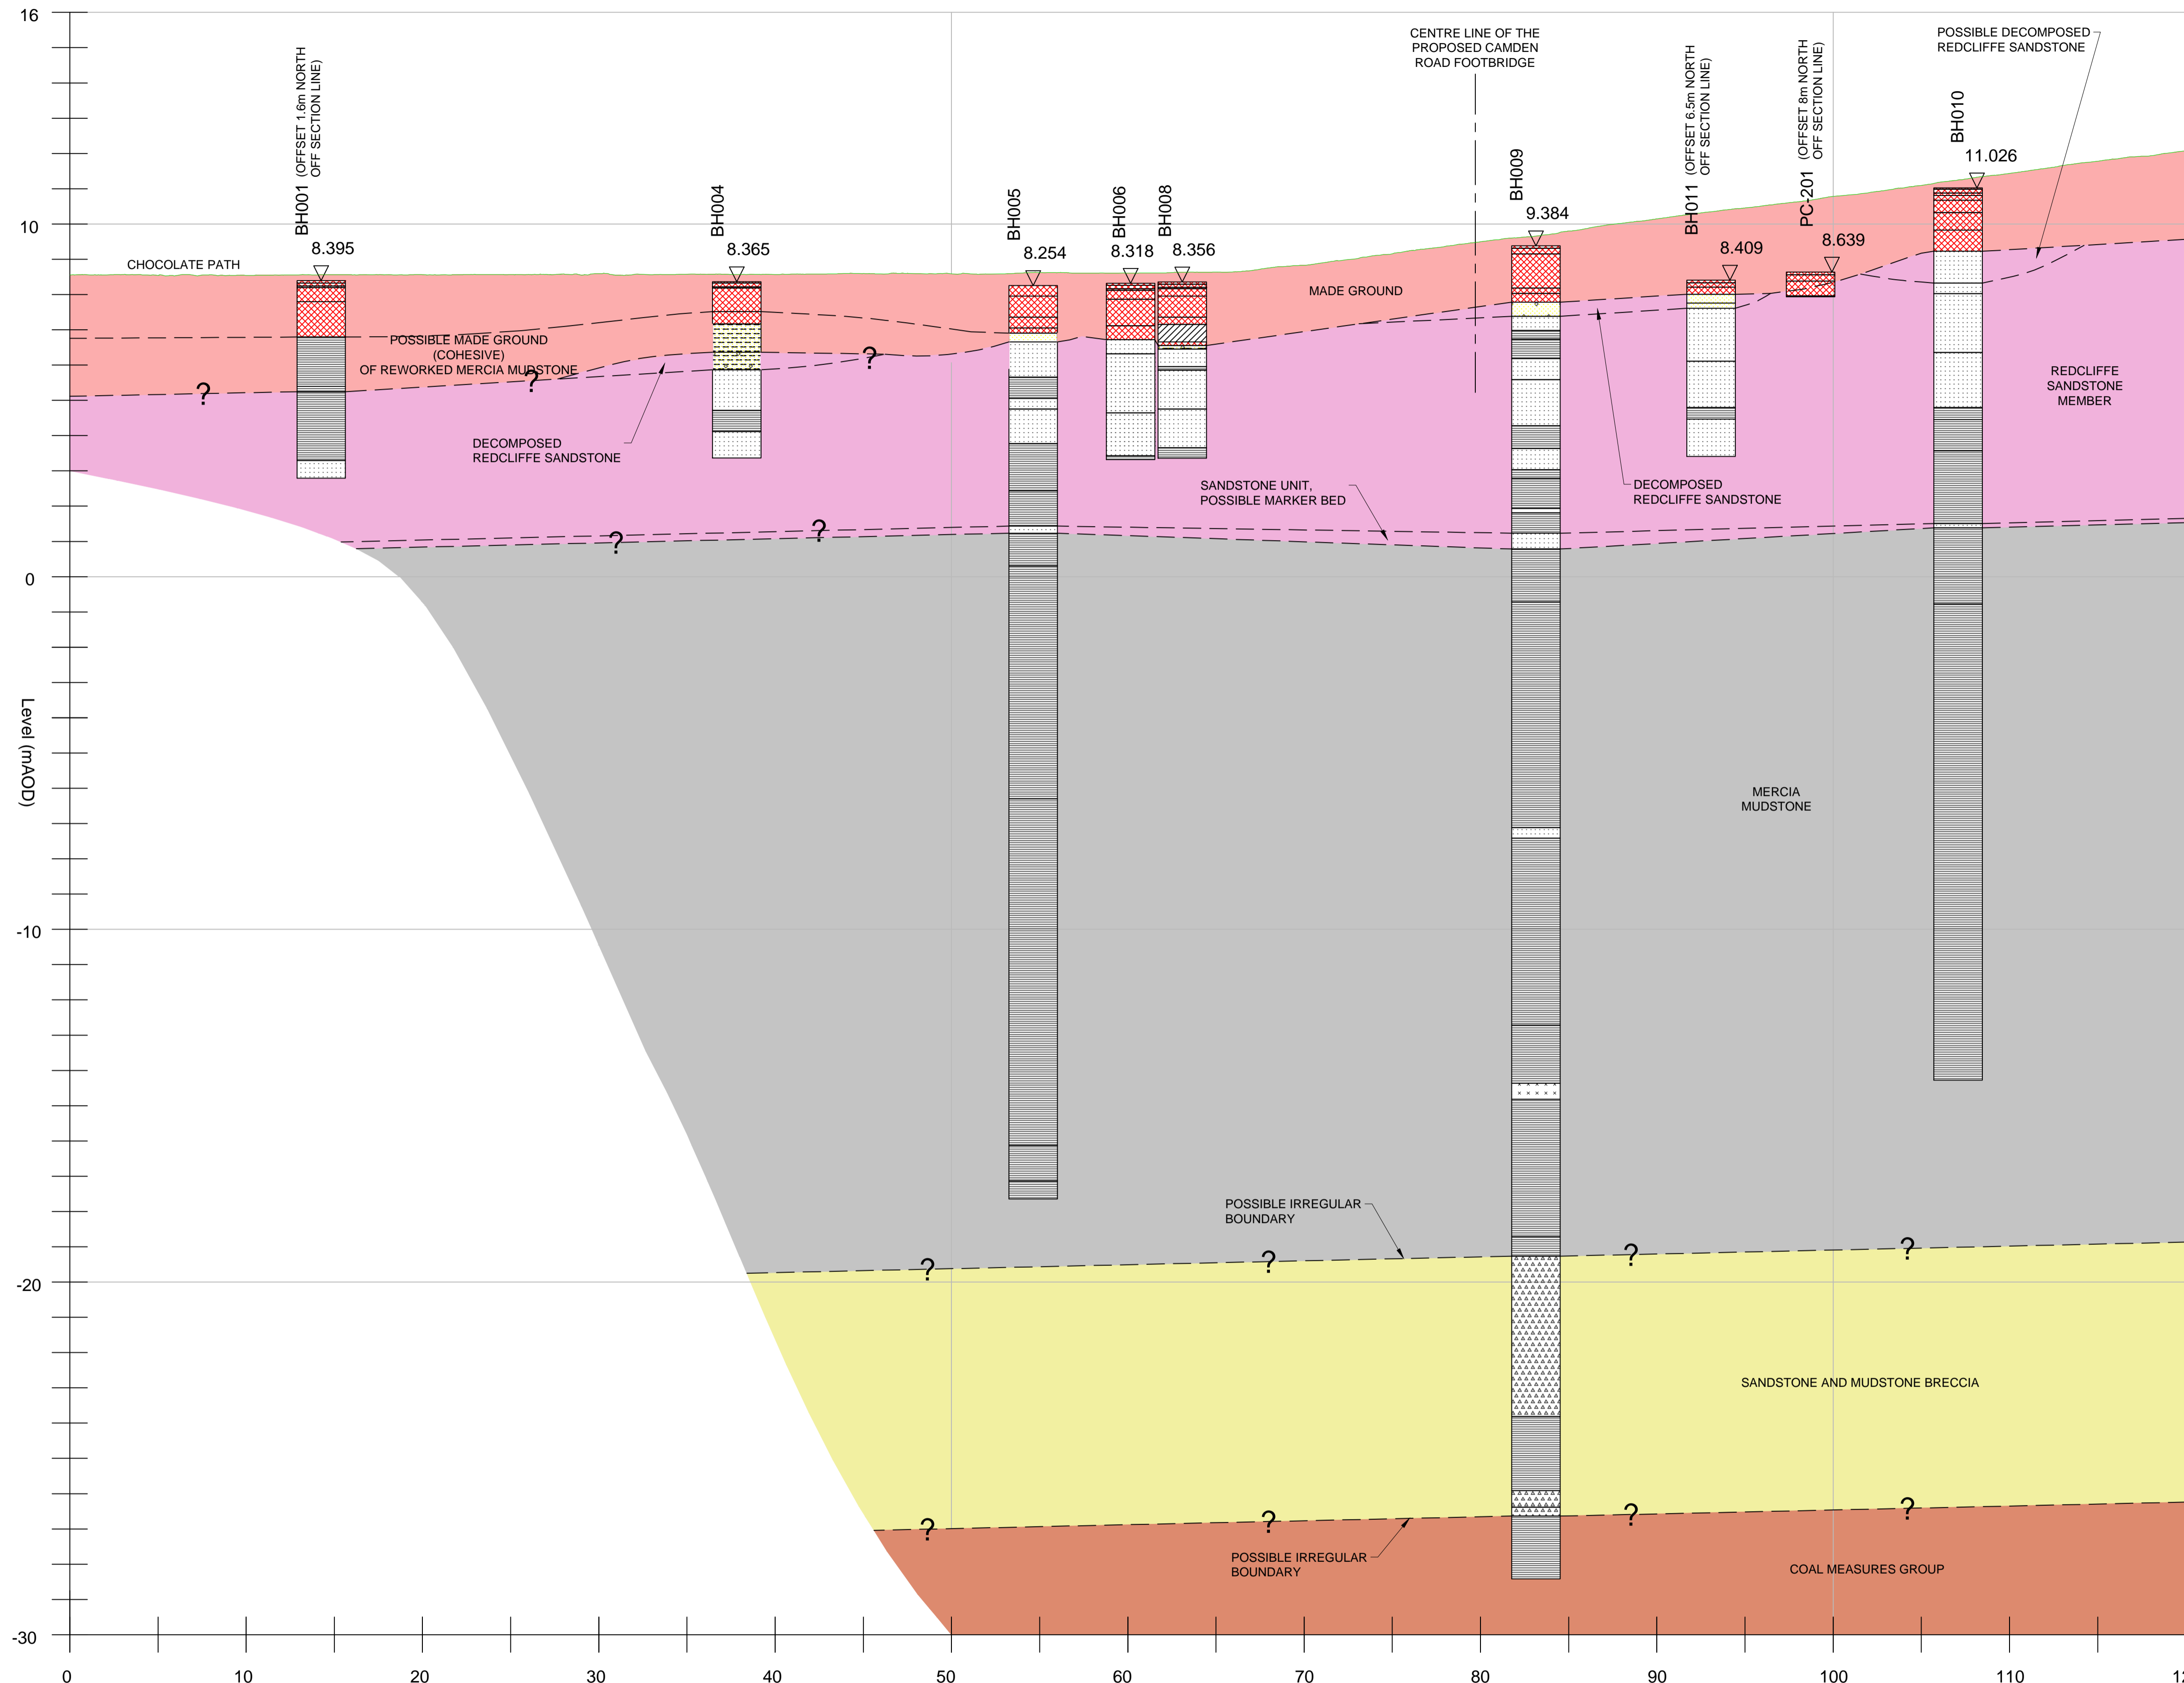 16
10
0
-10
-20
-30
Level (mAOD)
BH001 (OFFSET 1.6m NORTH
OFF SECTION LINE)
8.395
CHOCOLATE PATH
BH004
8.365
BH005
8.254
BH006
8.318
BH008
8.356
CENTRE LINE OF THE
PROPOSED CAMDEN
ROAD FOOTBRIDGE
BH009
9.384
BH011 (OFFSET 6.5m NORTH
OFF SECTION LINE)
8.409
PC-201 (OFFSET 8m NORTH
OFF SECTION LINE)
8.639
BH010
11.026
POSSIBLE DECOMPOSED
REDCLIFFE SANDSTONE
MADE GROUND
POSSIBLE MADE GROUND
(COHESIVE)
OF REWORKED MERCIA MUDSTONE
?
?
?
DECOMPOSED
REDCLIFFE SANDSTONE
REDCLIFFE
SANDSTONE
MEMBER
SANDSTONE UNIT,
POSSIBLE MARKER BED
DECOMPOSED
REDCLIFFE SANDSTONE
?
?
MERCIA
MUDSTONE
POSSIBLE IRREGULAR
BOUNDARY
?
?
?
?
SANDSTONE AND MUDSTONE BRECCIA
?
?
?
?
POSSIBLE IRREGULAR
BOUNDARY
COAL MEASURES GROUP
0
10
20
30
40
50
60
70
80
90
100
110